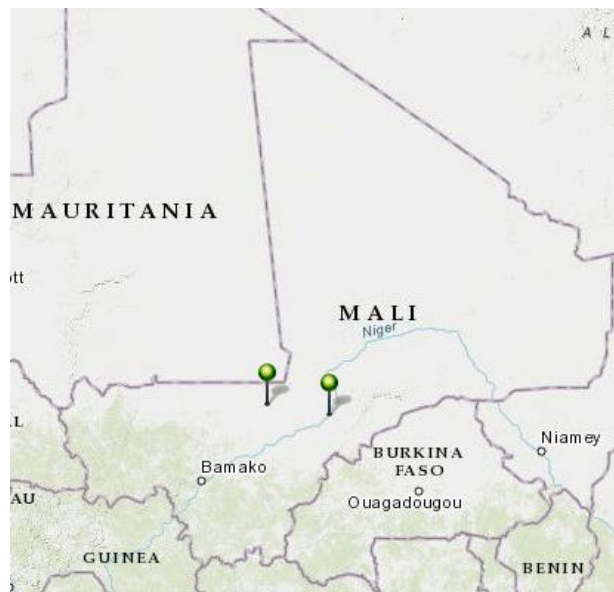 A L
MAURITANIA
ott
MALI
Niger
L
Niamey
BURKINA
FASO
Bamako
Ouagadougou
AU
GUINEA
BENIN